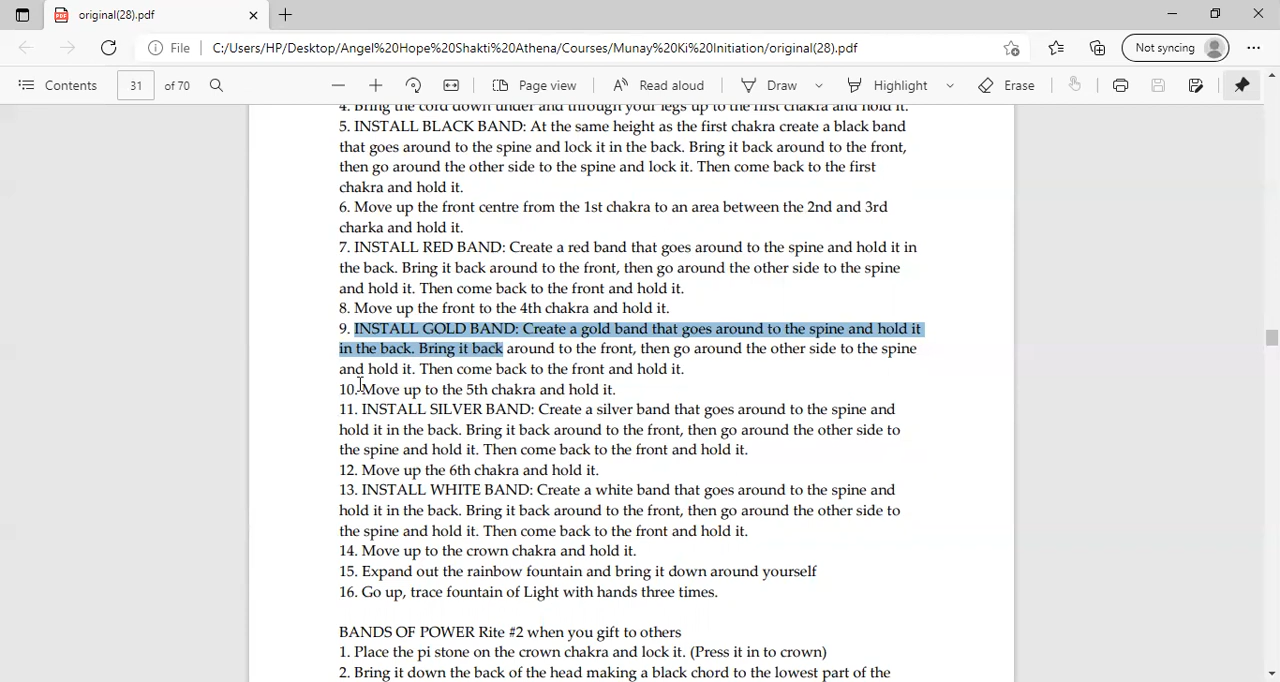 original(28).pdf
File
C:/Users/HP/Desktop/Angel%20Hope%20Shakti%20Athena/Courses/Munay%20Ki%20Initiation/original(28).pdf
Not syncing
Contents
31
of 70
Page view
Read aloud
Draw
Highlight
Erase
4. Bring the cord down under and through your legs up to the first chakra and hold it.
5. INSTALL BLACK BAND: At the same height as the first chakra create a black band
that goes around to the spine and lock it in the back. Bring it back around to the front,
then go around the other side to the spine and lock it. Then come back to the first
chakra and hold it.
6. Move up the front centre from the 1st chakra to an area between the 2nd and 3rd
charka and hold it.
7. INSTALL RED BAND: Create a red band that goes around to the spine and hold it in
the back. Bring it back around to the front, then go around the other side to the spine
and hold it. Then come back to the front and hold it.
8. Move up the front to the 4th chakra and hold it.
9. INSTALL GOLD BAND: Create a gold band that goes around to the spine and hold it
in the back. Bring it back around to the front, then go around the other side to the spine
and hold it. Then come back to the front and hold it.
10. Move up to the 5th chakra and hold it.
11. INSTALL SILVER BAND: Create a silver band that goes around to the spine and
hold it in the back. Bring it back around to the front, then go around the other side to
the spine and hold it. Then come back to the front and hold it.
12. Move up the 6th chakra and hold it.
13. INSTALL WHITE BAND: Create a white band that goes around to the spine and
hold it in the back. Bring it back around to the front, then go around the other side to
the spine and hold it. Then come back to the front and hold it.
14. Move up to the crown chakra and hold it.
15. Expand out the rainbow fountain and bring it down around yourself
16. Go up, trace fountain of Light with hands three times.
BANDS OF POWER Rite #2 when you gift to others
1. Place the pi stone on the crown chakra and lock it. (Press it in to crown)
2. Bring it down the back of the head making a black chord to the lowest part of the